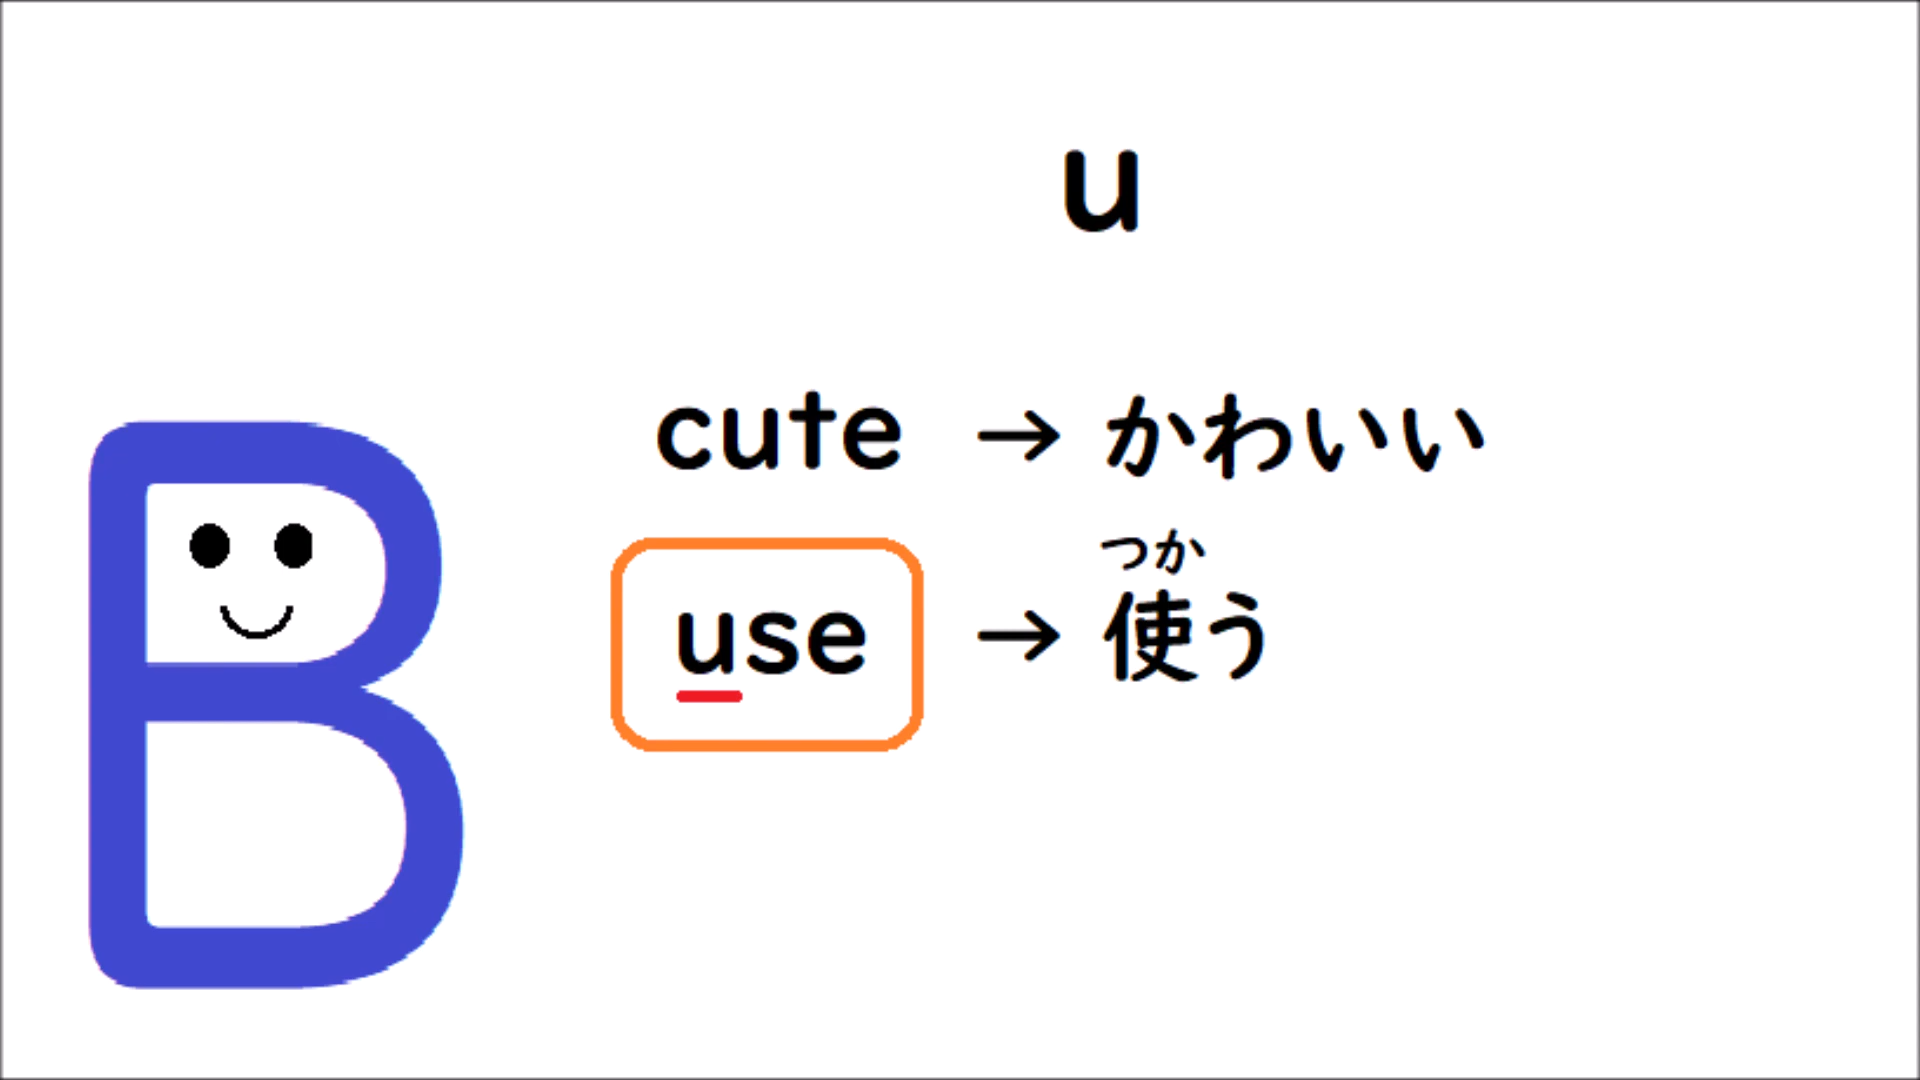 u
cute → かわいい
つか
use → 使う
B